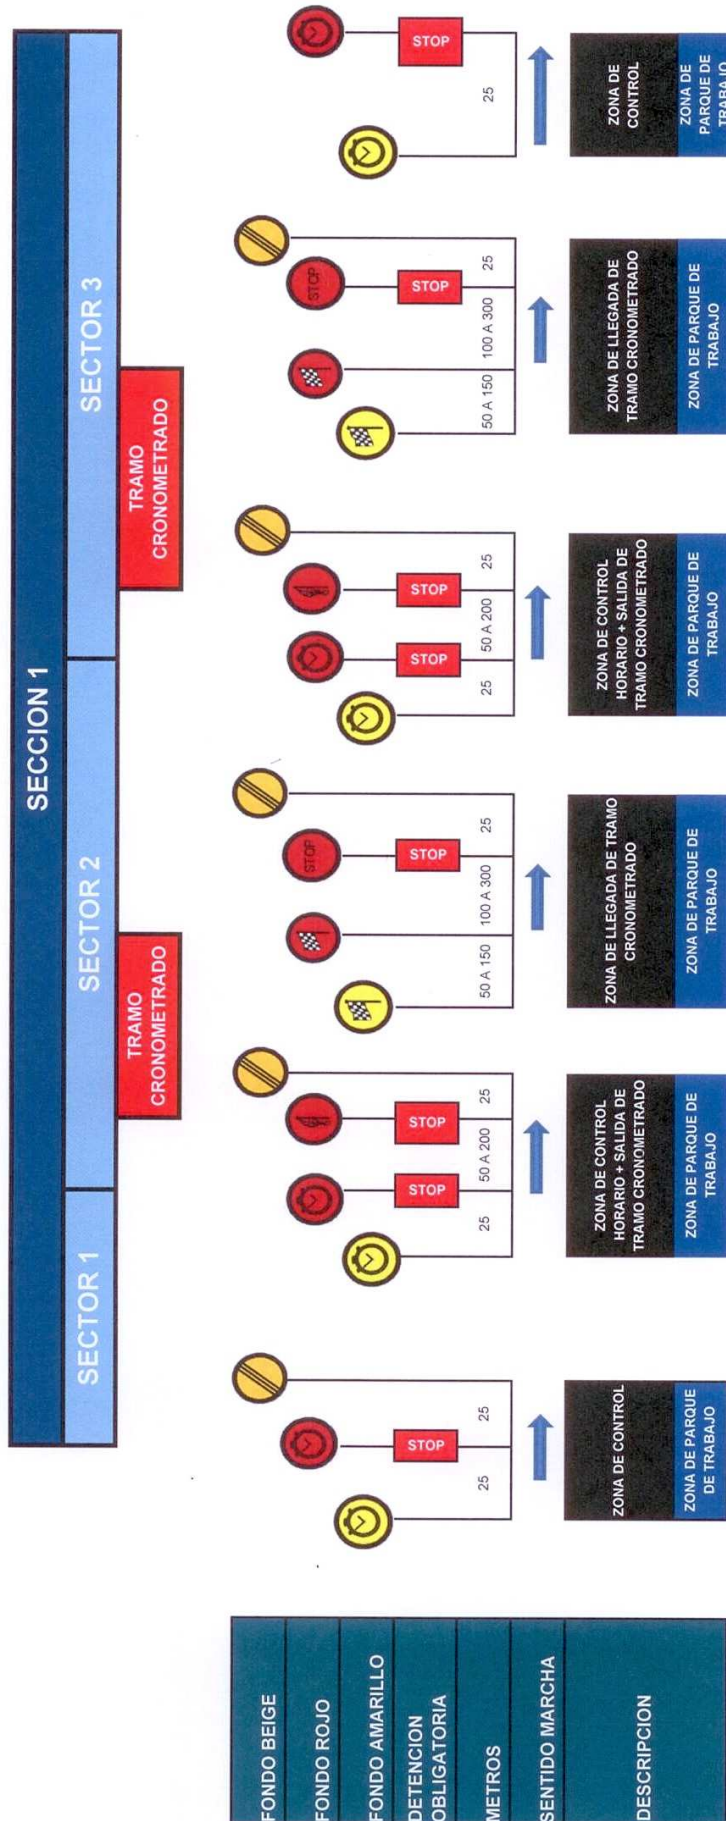 SECCION 1
SECTOR 1
SECTOR 2
SECTOR 3
TRAMO
CRONOMETRADO
TRAMO
CRONOMETRADO
FONDO BEIGE
FONDO ROJO
STOP
STOP
FONDO AMARILLO
DETENCION
OBLIGATORIA
STOP
STOP
STOP
STOP
STOP
STOP
STOP
STOP
METROS
25
25
25
50 A 200
25
50 A 150
100 A 300
25
25
50 A 200
25
50 A 150
100 A 300
25
25
SENTIDO MARCHA
DESCRIPCION
ZONA DE CONTROL
ZONA DE PARQUE
DE TRABAJO
ZONA DE CONTROL
HORARIO + SALIDA DE
TRAMO CRONOMETRADO
ZONA DE PARQUE DE
TRABAJO
ZONA DE LLEGADA DE TRAMO
CRONOMETRADO
ZONA DE PARQUE DE
TRABAJO
ZONA DE CONTROL
HORARIO + SALIDA DE
TRAMO CRONOMETRADO
ZONA DE PARQUE DE
TRABAJO
ZONA DE LLEGADA DE
TRAMO CRONOMETRADO
ZONA DE PARQUE DE
TRABAJO
ZONA DE
CONTROL
ZONA DE
PARQUE DE
TRABAJO